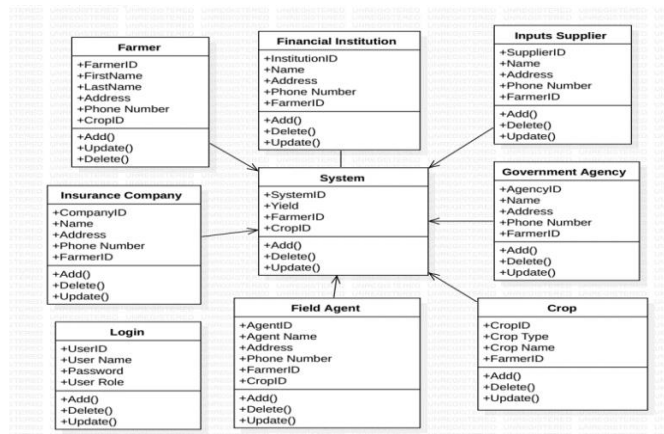 Farmer
+FarmerID
+FirstName
+LastName
+Address
+Phone Number
+CropID
+Add()
+Update()
+Delete()
Financial Institution
+InstitutionID
+Name
+Address
+Phone Number
+FarmerID
+Add()
+Delete()
+Update()
Inputs Supplier
+SupplierID
+Name
+Address
+Phone Number
+FarmerID
+Add()
+Delete()
+Update()
Insurance Company
+CompanyID
+Name
+Address
+Phone Number
+FarmerID
+Add()
+Delete()
+Update()
System
+SystemID
+Yield
+FarmerID
+CropID
+Add()
+Delete()
+Update()
Government Agency
+AgencyID
+Name
+Address
+Phone Number
+FarmerID
+Add()
+Delete()
+Update()
Login
+UserID
+User Name
+Password
+User Role
+Add()
+Delete()
+Update()
Field Agent
+AgentID
+Agent Name
+Address
+Phone Number
+FarmerID
+CropID
+Add()
+Delete()
+Update()
Crop
+CropID
+Crop Type
+Crop Name
+FarmerID
+Add()
+Delete()
+Update()